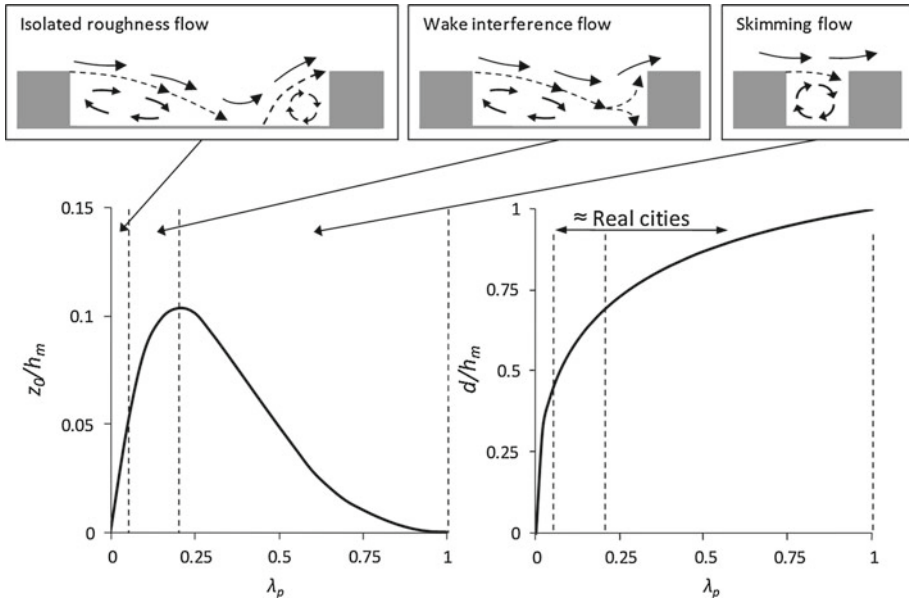 Isolated roughness flow
Wake interference flow
Skimming flow
0.15
0.1
0.05
0
z₀/hₘ
0
0.25
0.5
0.75
1
λₚ
≈ Real cities
1
0.75
0.5
0.25
0
d/hₘ
0
0.25
0.5
0.75
1
λₚ